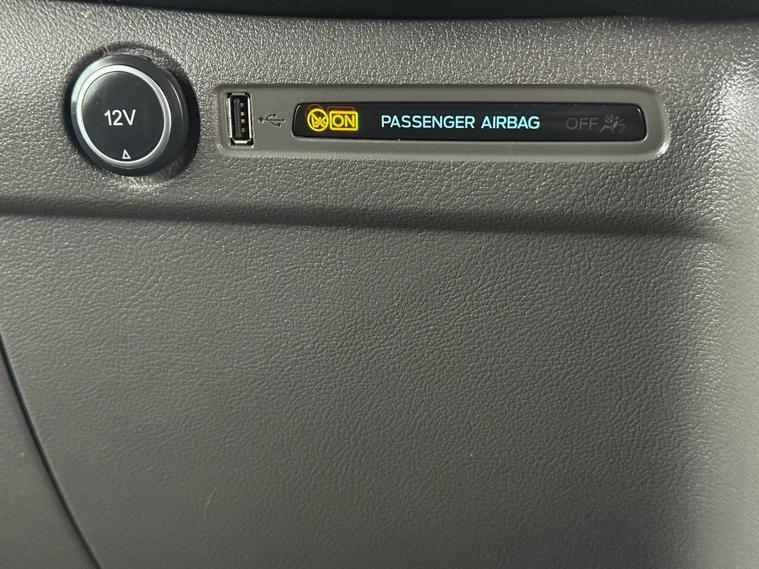 12V
ON PASSENGER AIRBAG OFF